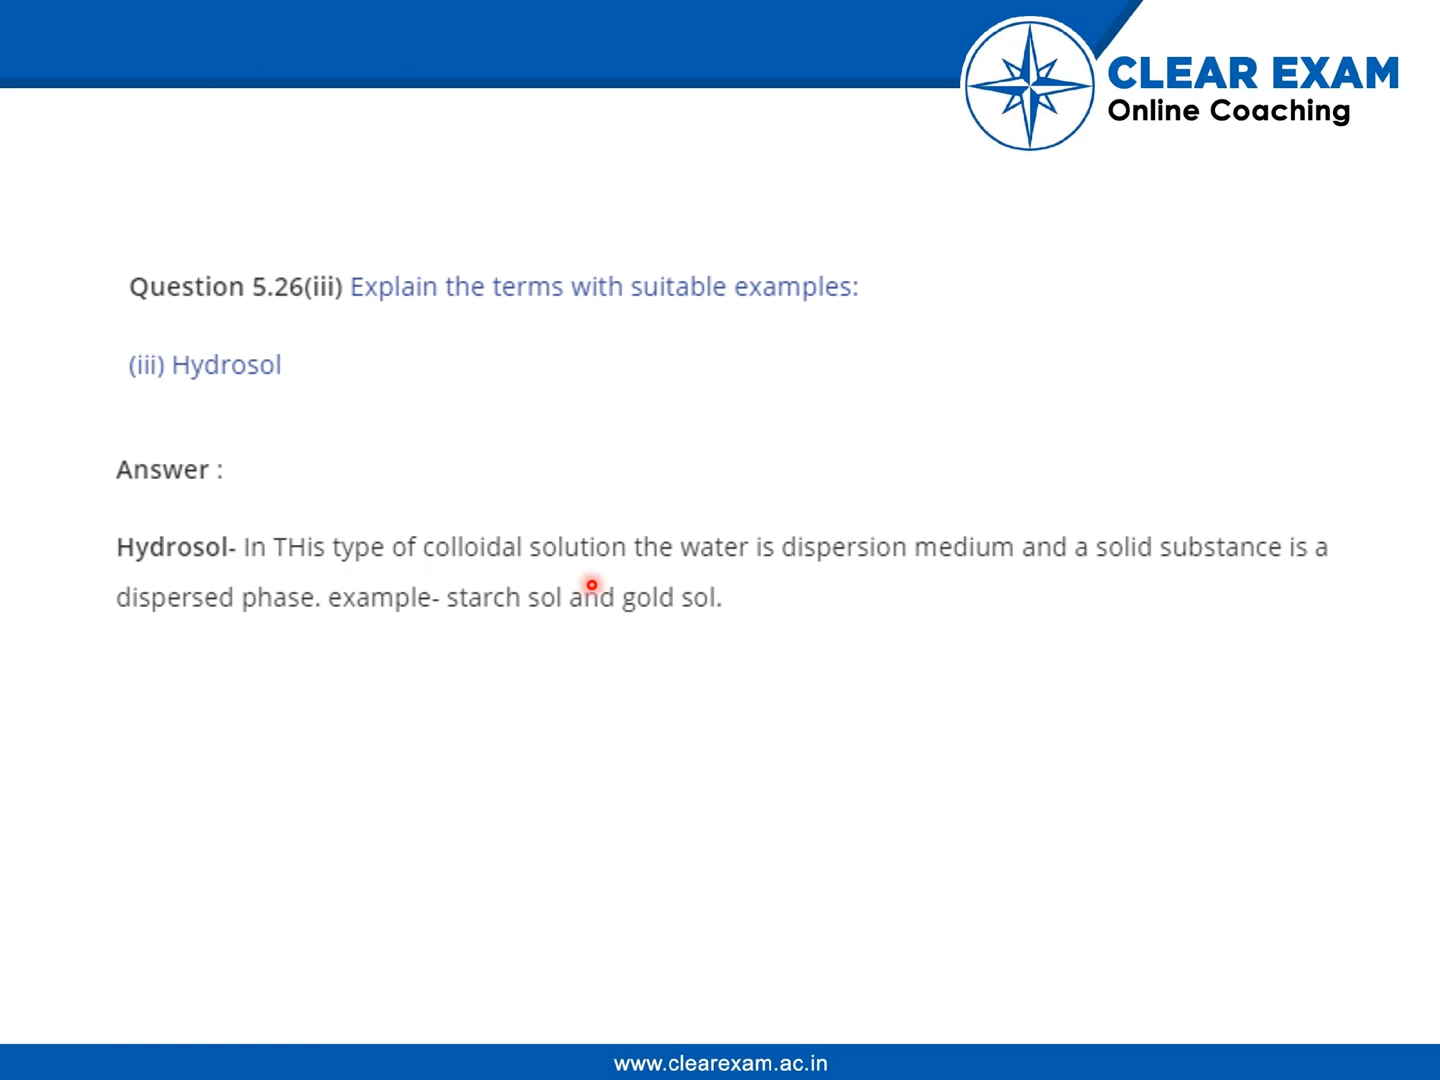 CLEAR EXAM
Online Coaching
Question 5.26(iii) Explain the terms with suitable examples:
(iii) Hydrosol
Answer :
Hydrosol- In THis type of colloidal solution the water is dispersion medium and a solid substance is a
dispersed phase. example- starch sol and gold sol.
www.clearexam.ac.in